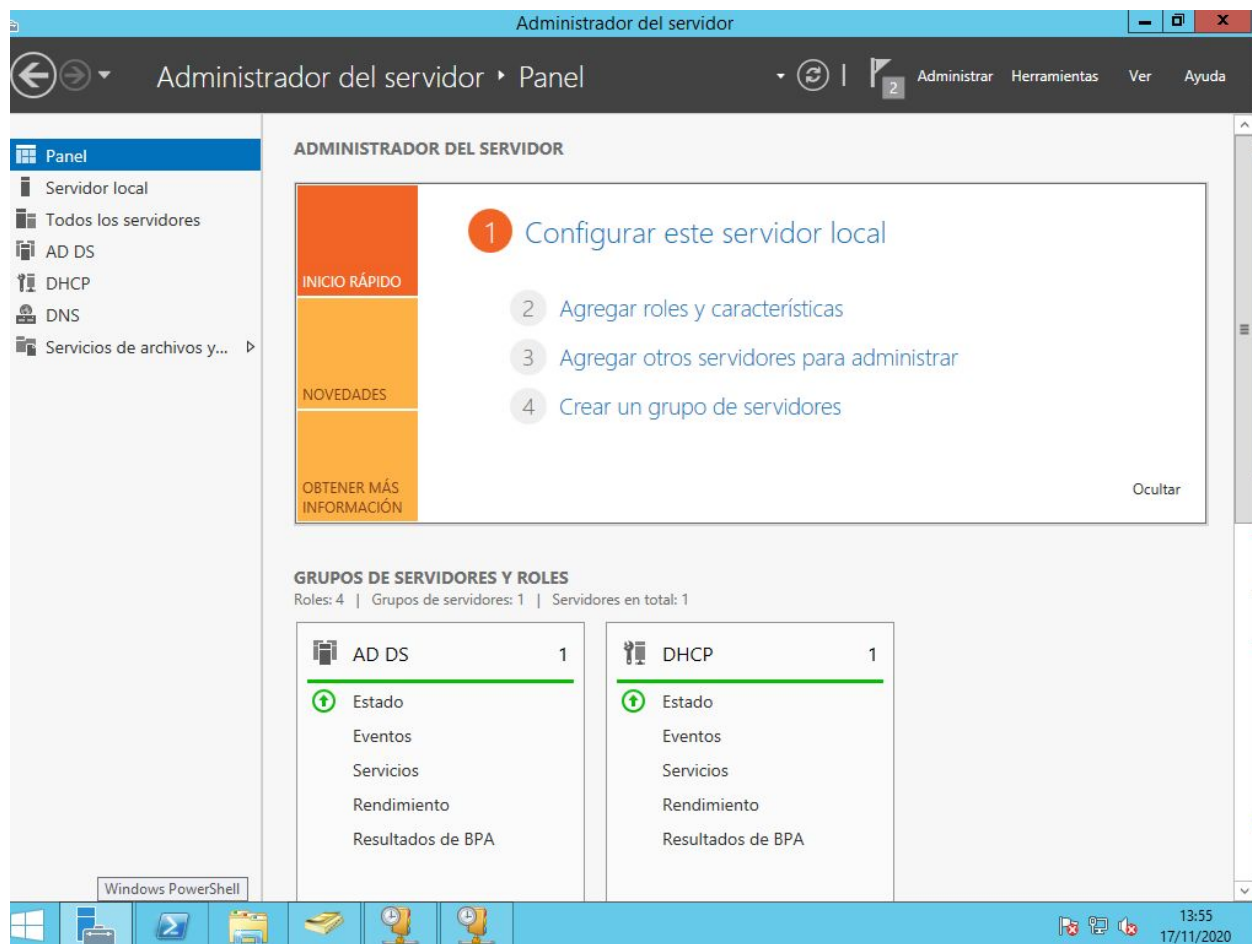 Administrador del servidor
Administrador del servidor ‣ Panel
2
Administrar Herramientas Ver Ayuda
Panel
Servidor local
Todos los servidores
AD DS
DHCP
DNS
Servicios de archivos y...
ADMINISTRADOR DEL SERVIDOR
INICIO RÁPIDO
NOVEDADES
OBTENER MÁS
INFORMACIÓN
1 Configurar este servidor local
2 Agregar roles y características
3 Agregar otros servidores para administrar
4 Crear un grupo de servidores
Ocultar
GRUPOS DE SERVIDORES Y ROLES
Roles: 4 | Grupos de servidores: 1 | Servidores en total: 1
AD DS 1
Estado
Eventos
Servicios
Rendimiento
Resultados de BPA
DHCP 1
Estado
Eventos
Servicios
Rendimiento
Resultados de BPA
Windows PowerShell
13:55
17/11/2020